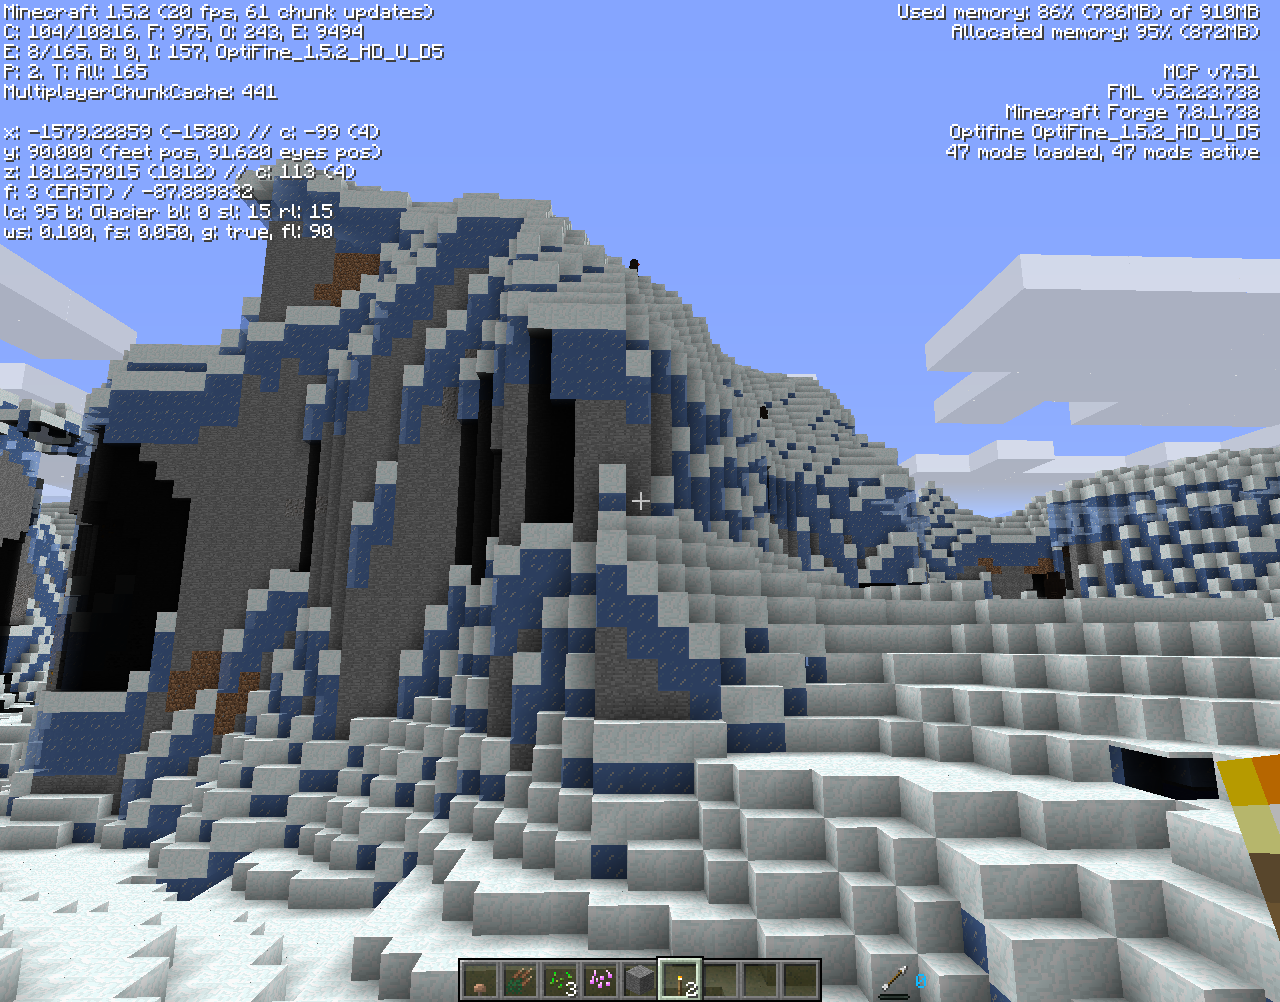 Minecraft 1.5.2 (20 fps, 61 chunk updates)
C: 104/10816. F: 975, O: 243, E: 9494
E: 8/165. B: 0, I: 157, OptiFine_1.5.2_HD_U_D5
P: 2. T: All: 165
MultiplayerChunkCache: 441
x: -1579.22859 (-1580) // c: -99 (4)
y: 90.000 (feet pos, 91.620 eyes pos)
z: 1812.57015 (1812) // c: 113 (4)
f: 3 (EAST) / -87.889832
lc: 95 b: Glacier bl: 0 sl: 15 rl: 15
ws: 0.100, fs: 0.050, g: true, fl: 90
Used memory: 86% (786MB) of 910MB
Allocated memory: 95% (872MB)
MCP v7.51
FML v5.2.23.738
Minecraft Forge 7.8.1.738
Optifine OptiFine_1.5.2_HD_U_D5
47 mods loaded, 47 mods active
3
2
0